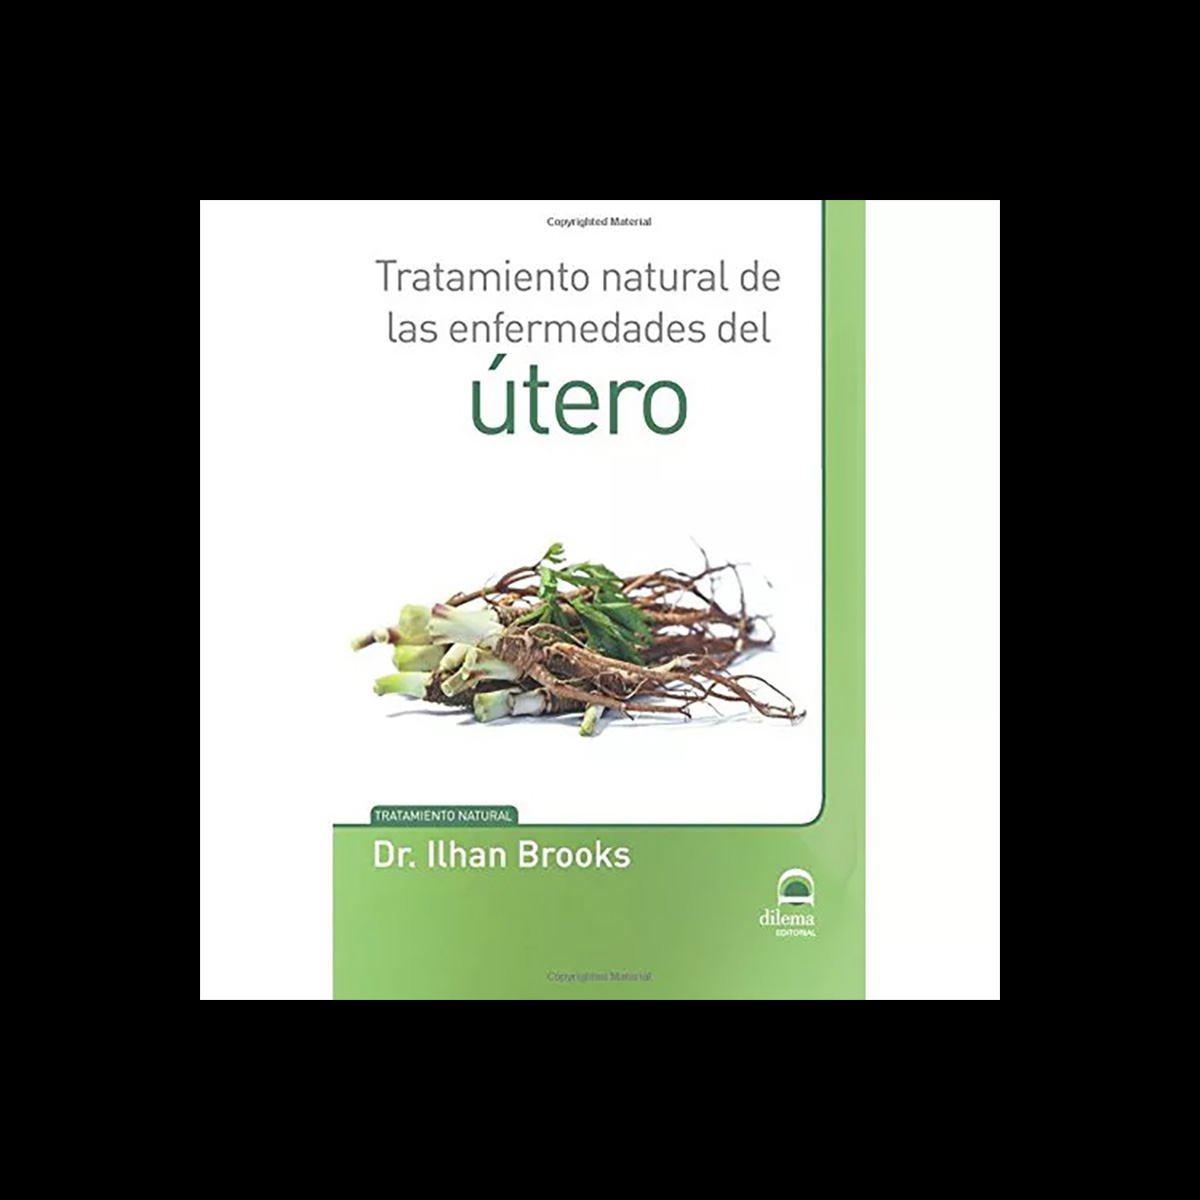 Copyrighted Material
Tratamiento natural de
las enfermedades del
útero
TRATAMIENTO NATURAL
Dr. Ilhan Brooks
dilema
EDITORIAL
Copyrighted Material